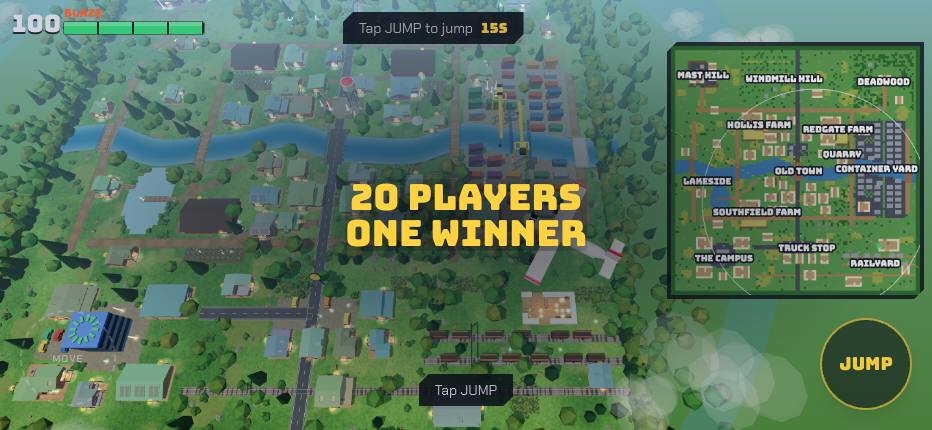 100
BLAZE
Tap JUMP to jump 15S
20 PLAYERS
ONE WINNER
MAST HILL
WINDMILL HILL
DEADWOOD
HOLLIS FARM
REDGATE FARM
QUARRY
CONTAINER YARD
OLD TOWN
LAKESIDE
SOUTHFIELD FARM
TRUCK STOP
THE CAMPUS
RAILYARD
MOVE
JUMP
Tap JUMP